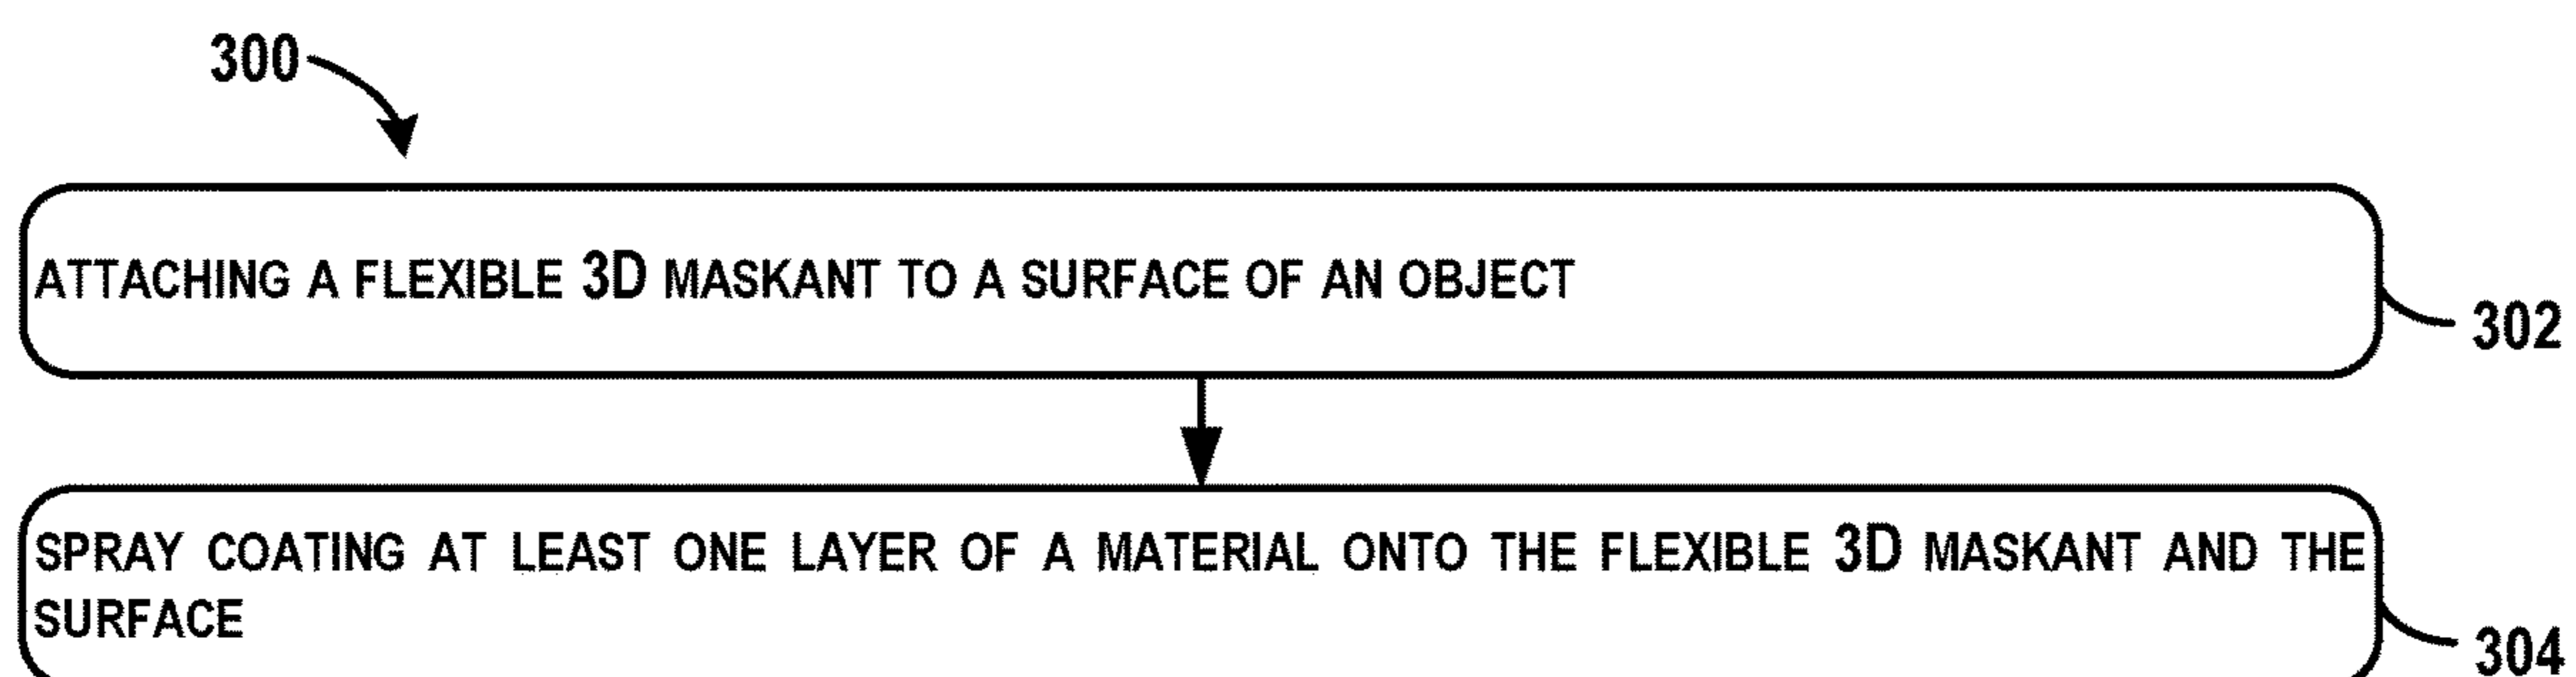 300
ATTACHING A FLEXIBLE 3D MASKANT TO A SURFACE OF AN OBJECT
302
SPRAY COATING AT LEAST ONE LAYER OF A MATERIAL ONTO THE FLEXIBLE 3D MASKANT AND THE
SURFACE
304